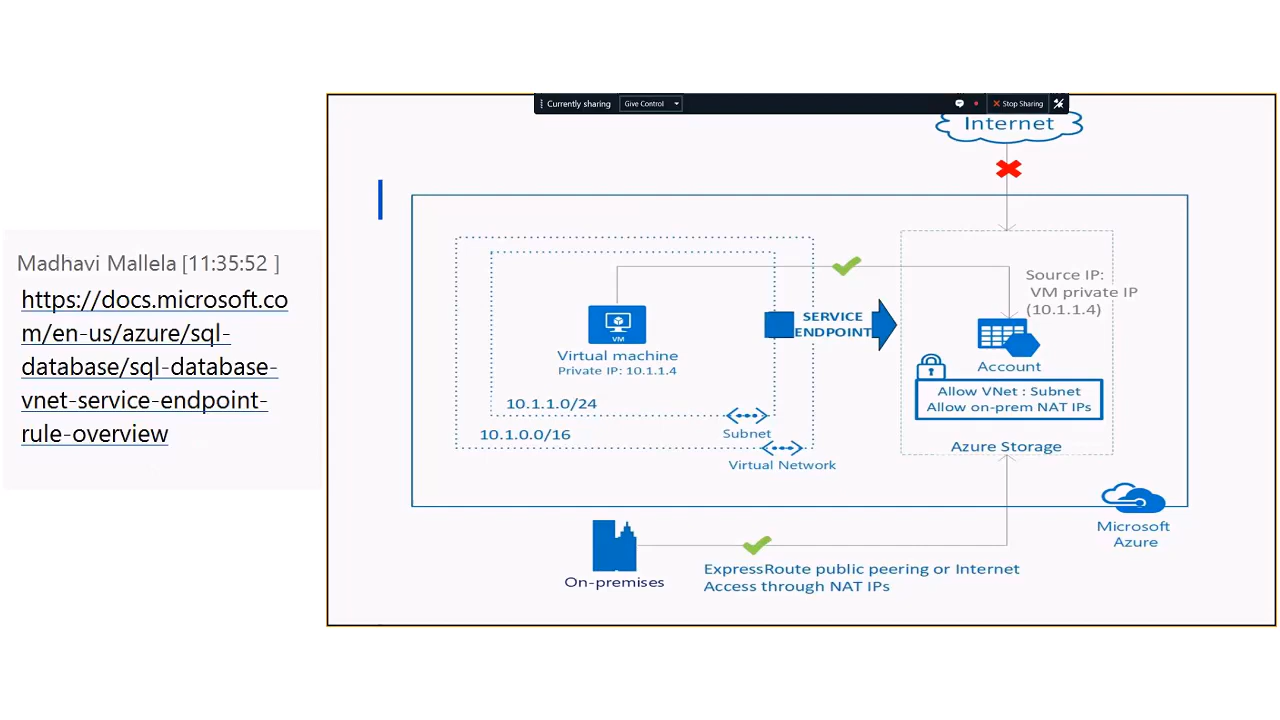 Madhavi Mallela [11:35:52 ]
https://docs.microsoft.co
m/en-us/azure/sql-
database/sql-database-
vnet-service-endpoint-
rule-overview
Currently sharing
Give Control
Stop Sharing
Internet
Source IP:
VM private IP
(10.1.1.4)
SERVICE
ENDPOINT
VM
Virtual machine
Private IP: 10.1.1.4
Account
Allow VNet : Subnet
Allow on-prem NAT IPs
10.1.1.0/24
Subnet
10.1.0.0/16
Azure Storage
Virtual Network
Microsoft
Azure
On-premises
ExpressRoute public peering or Internet
Access through NAT IPs